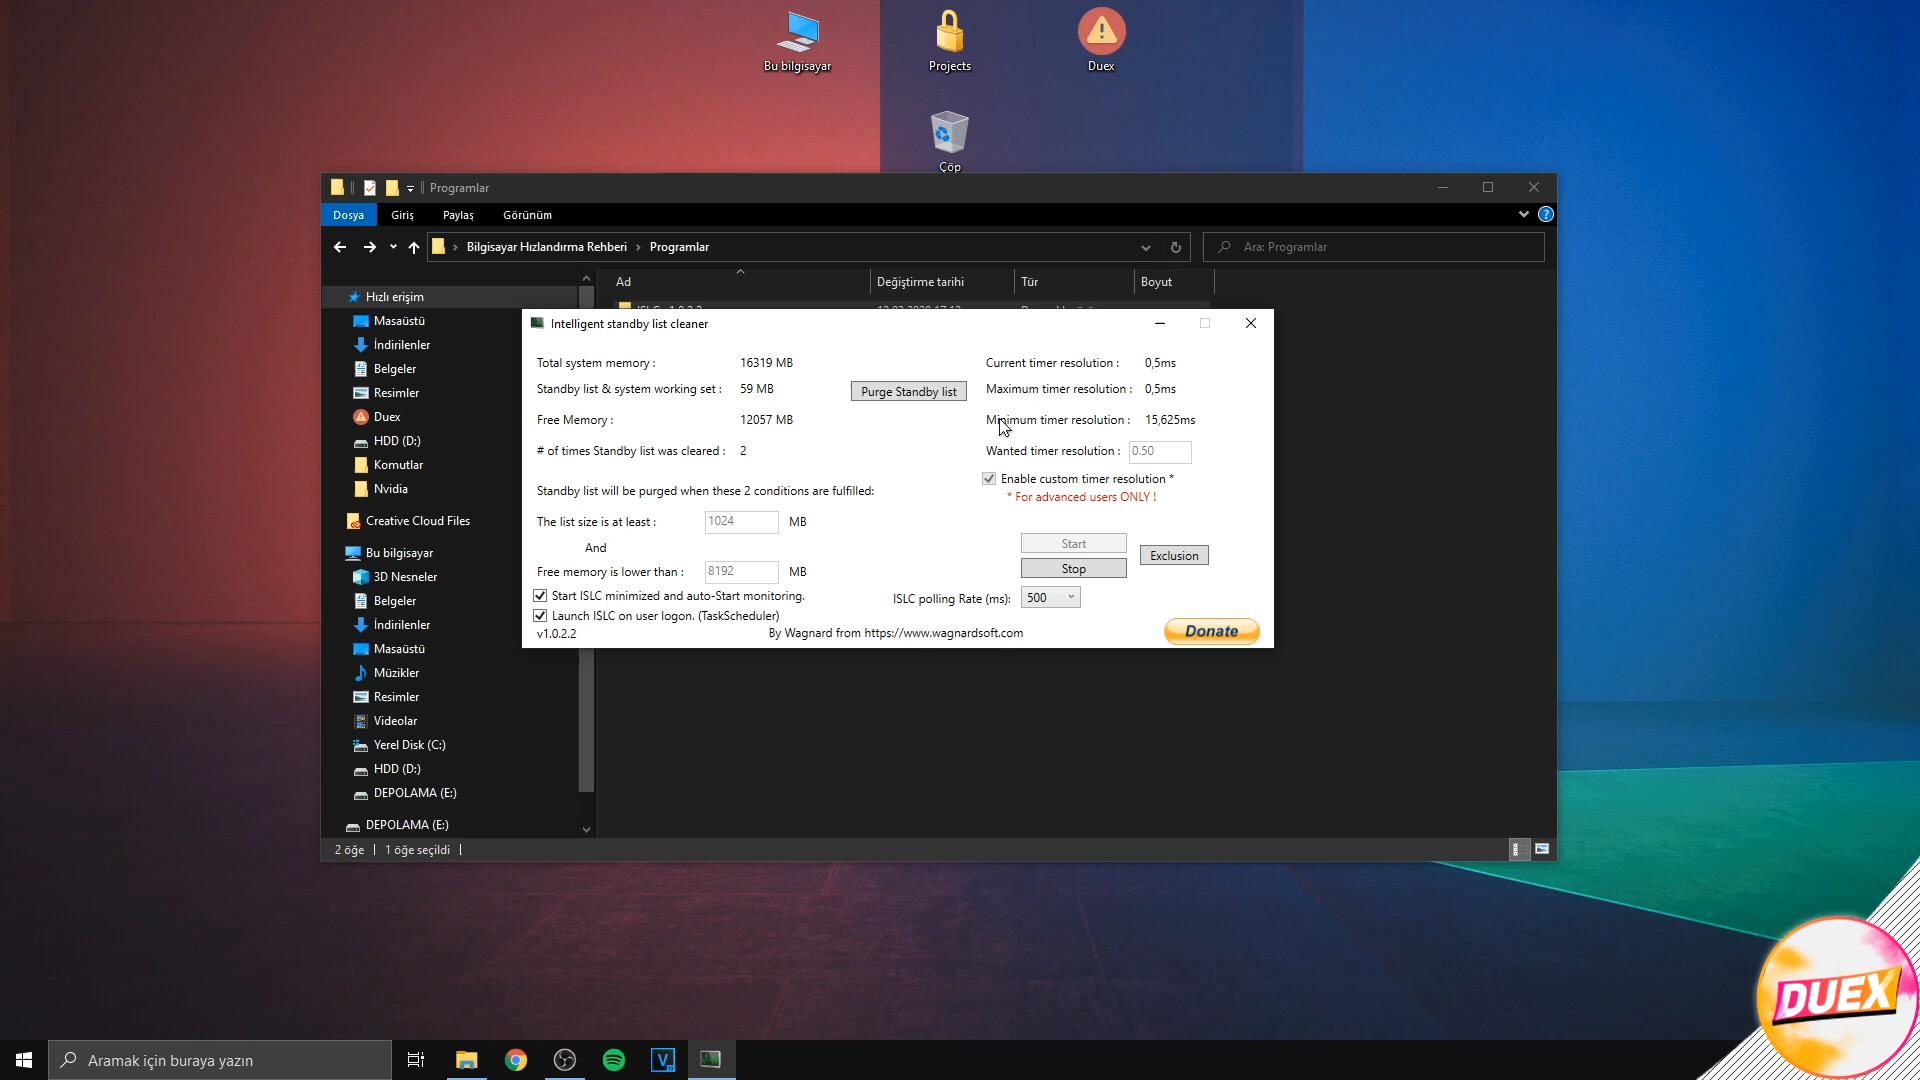 Bu bilgisayar
Projects
Duex
Çöp
Programlar
Dosya
Giriş
Paylaş
Görünüm
Bilgisayar Hızlandırma Rehberi > Programlar
Ara: Programlar
Ad
Değiştirme tarihi
Tür
Boyut
Hızlı erişim
Masaüstü
İndirilenler
Belgeler
Resimler
Duex
HDD (D:)
Komutlar
Nvidia
Creative Cloud Files
Bu bilgisayar
3D Nesneler
Belgeler
İndirilenler
Masaüstü
Müzikler
Resimler
Videolar
Yerel Disk (C:)
HDD (D:)
DEPOLAMA (E:)
DEPOLAMA (E:)
2 öğe
1 öğe seçildi
Intelligent standby list cleaner
Total system memory : 16319 MB
Standby list & system working set : 59 MB
Purge Standby list
Free Memory : 12057 MB
# of times Standby list was cleared : 2
Standby list will be purged when these 2 conditions are fulfilled:
The list size is at least : 1024 MB
And
Free memory is lower than : 8192 MB
Start ISLC minimized and auto-Start monitoring.
Launch ISLC on user logon. (TaskScheduler)
v1.0.2.2
By Wagnard from https://www.wagnardsoft.com
Current timer resolution : 0,5ms
Maximum timer resolution : 0,5ms
Minimum timer resolution : 15,625ms
Wanted timer resolution : 0.50
Enable custom timer resolution *
* For advanced users ONLY !
Start
Stop
Exclusion
ISLC polling Rate (ms): 500
Donate
Aramak için buraya yazın
DUEX